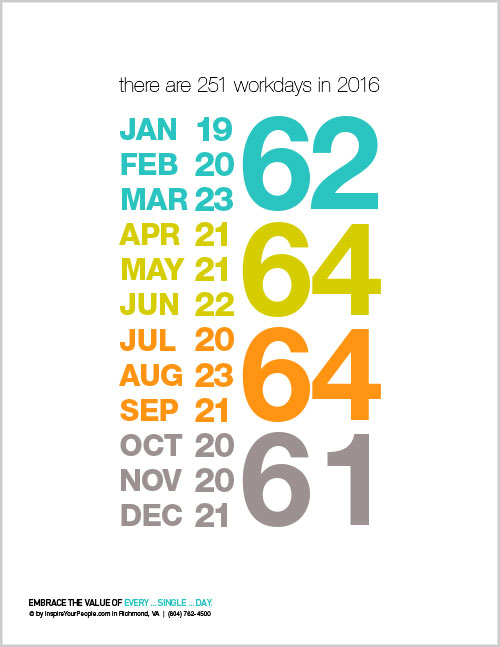 there are 251 workdays in 2016
JAN 19
FEB 20
MAR 23
62
APR 21
MAY 21
JUN 22
64
JUL 20
AUG 23
SEP 21
64
OCT 20
NOV 20
DEC 21
61
EMBRACE THE VALUE OF EVERY ... SINGLE ... DAY.
© by InspireYourPeople.com in Richmond, VA | (804) 762-4500